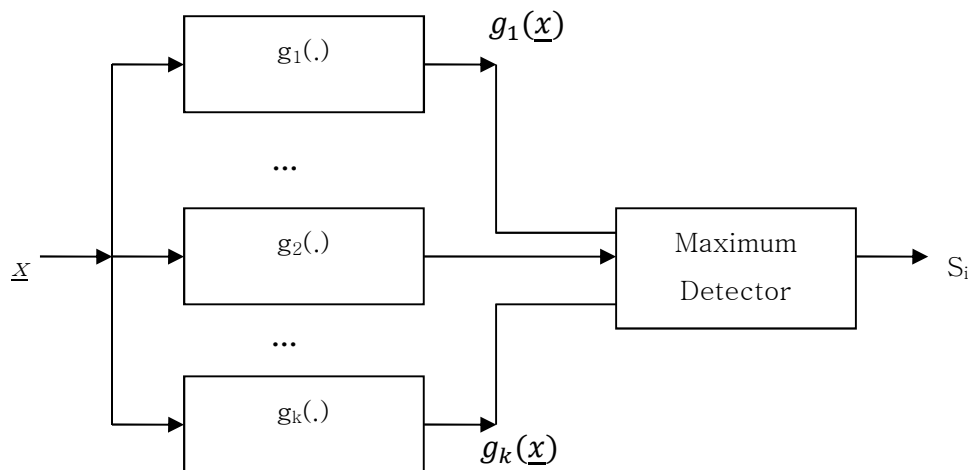 g₁(.)
g₁(x)
...
x
g₂(.)
Maximum
Detector
Sᵢ
...
gₖ(.)
gₖ(x)